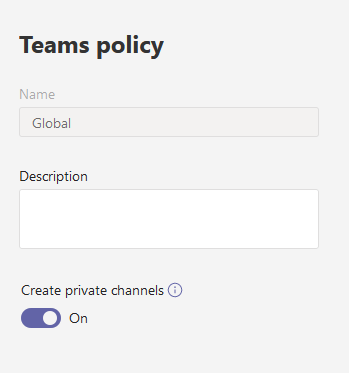 Teams policy
Name
Global
Description
Create private channels
On